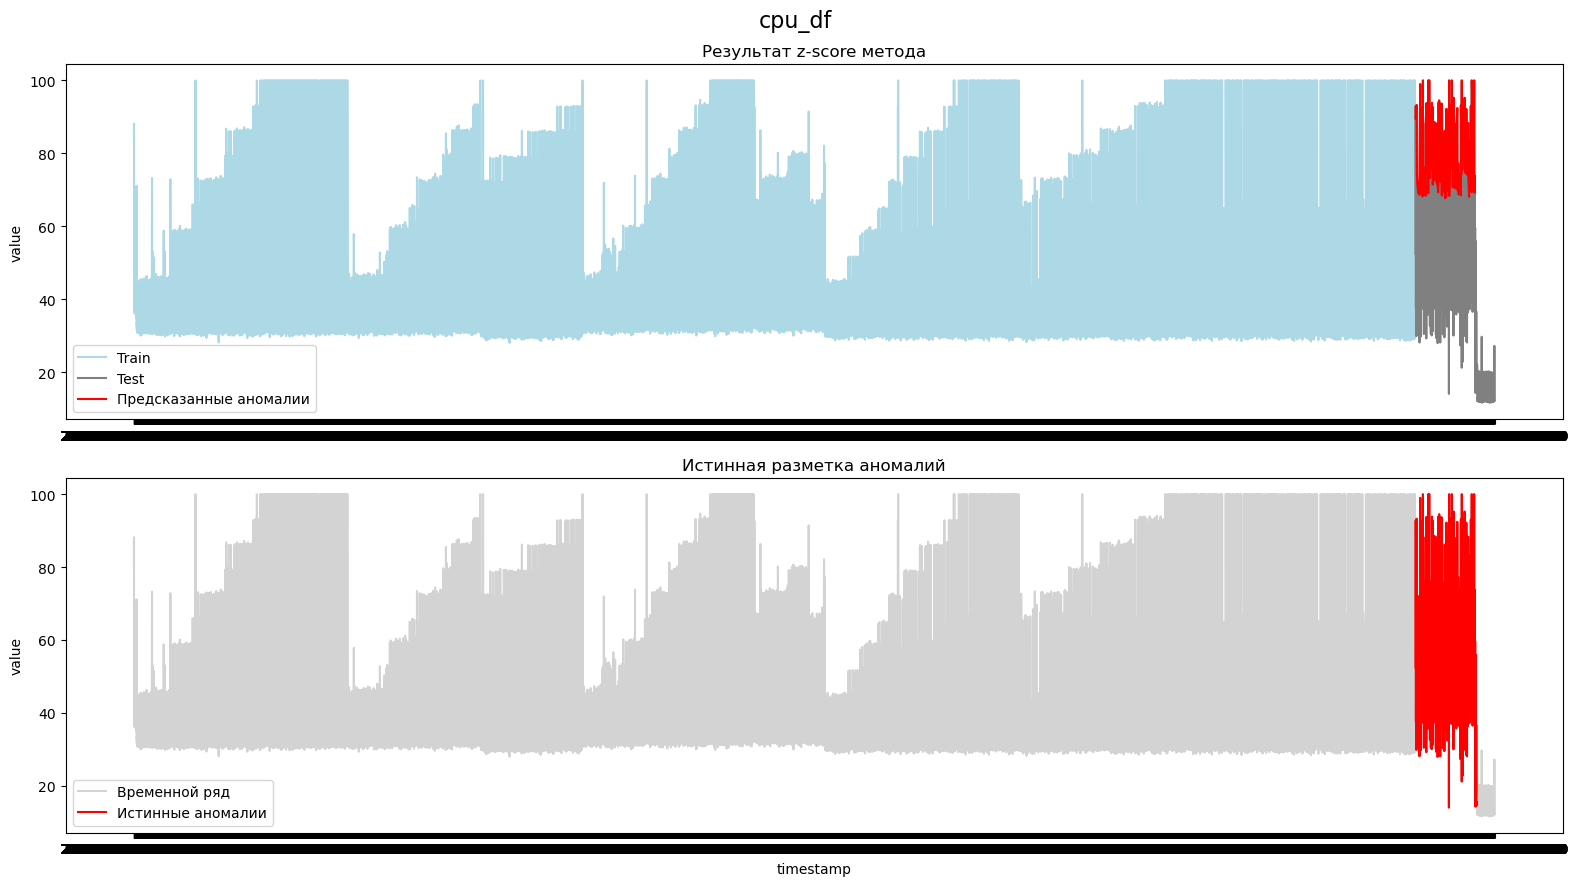 cpu_df
Результат z-score метода
100
80
60
40
20
value
Train
Test
Предсказанные аномалии
Истинная разметка аномалий
100
80
60
40
20
value
Временной ряд
Истинные аномалии
timestamp